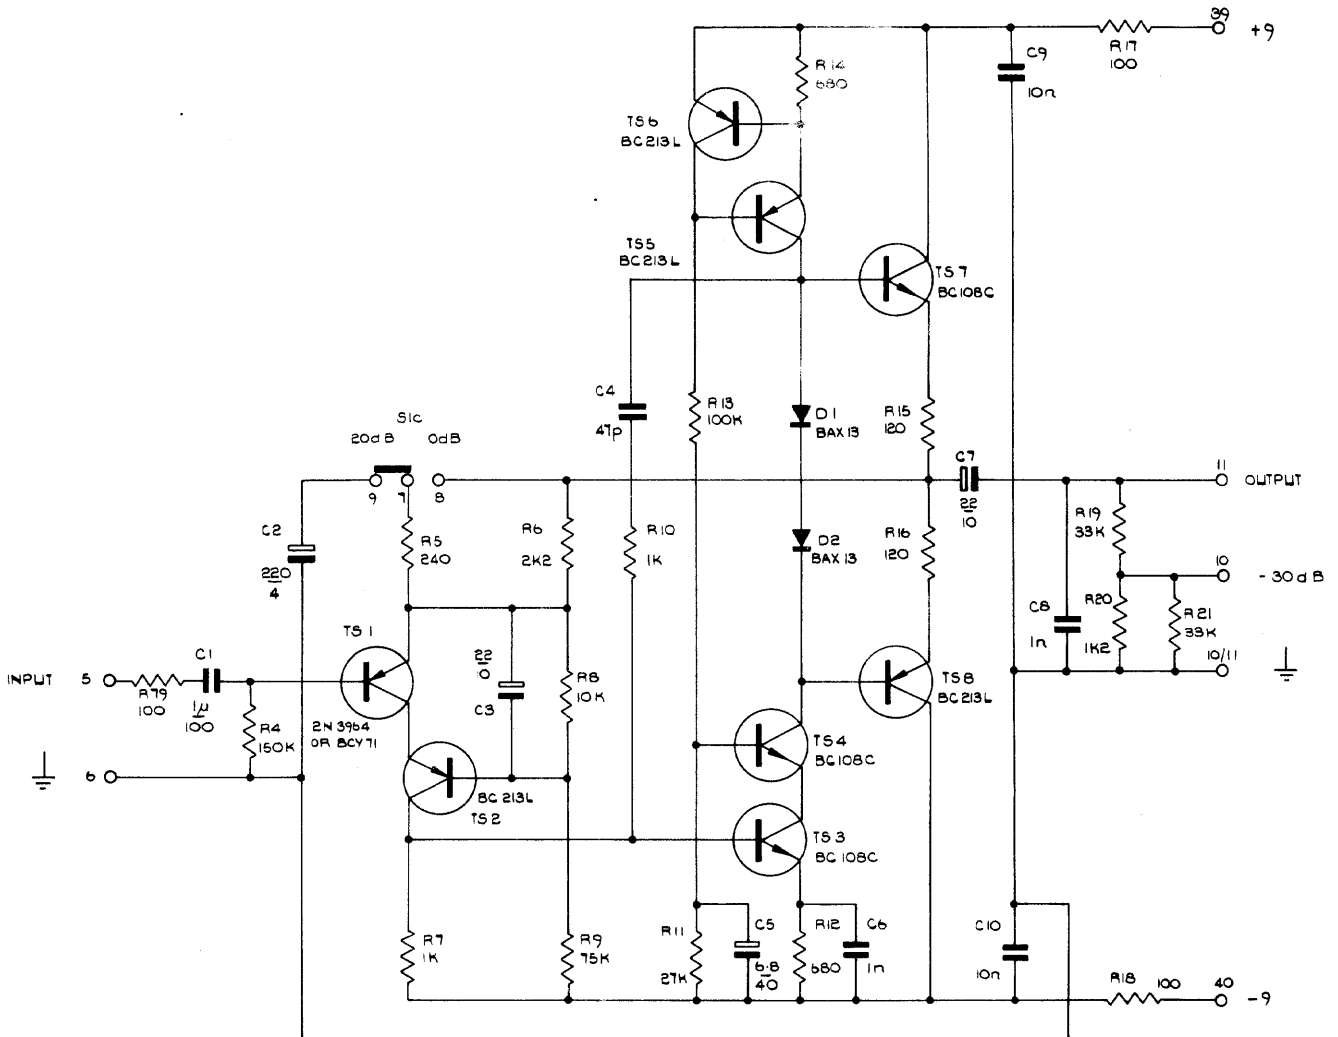 39
+9
R17
100
C9
10n
R14
680
TS6
BC213L
TS5
BC213L
TS7
BC108C
C4
47p
R13
100K
D1
BAX13
R15
120
S1c
20dB 0dB
9 7 8
C7
22
10
11
OUTPUT
C2
220
4
R5
240
R6
2K2
R10
1K
D2
BAX13
R16
120
R19
33K
10
-30dB
C8
1n
R20
1K2
R21
33K
10/11
TS1
2N3964
OR BCY71
INPUT 5
R79
100
C1
1µ
100
R4
150K
6
22
C3
R8
10K
BC213L
TS2
TS8
BC213L
TS4
BC108C
TS3
BC108C
R7
1K
R9
75K
R11
27K
C5
6.8
40
R12
680
C6
1n
C10
10n
R18 100
40
-9